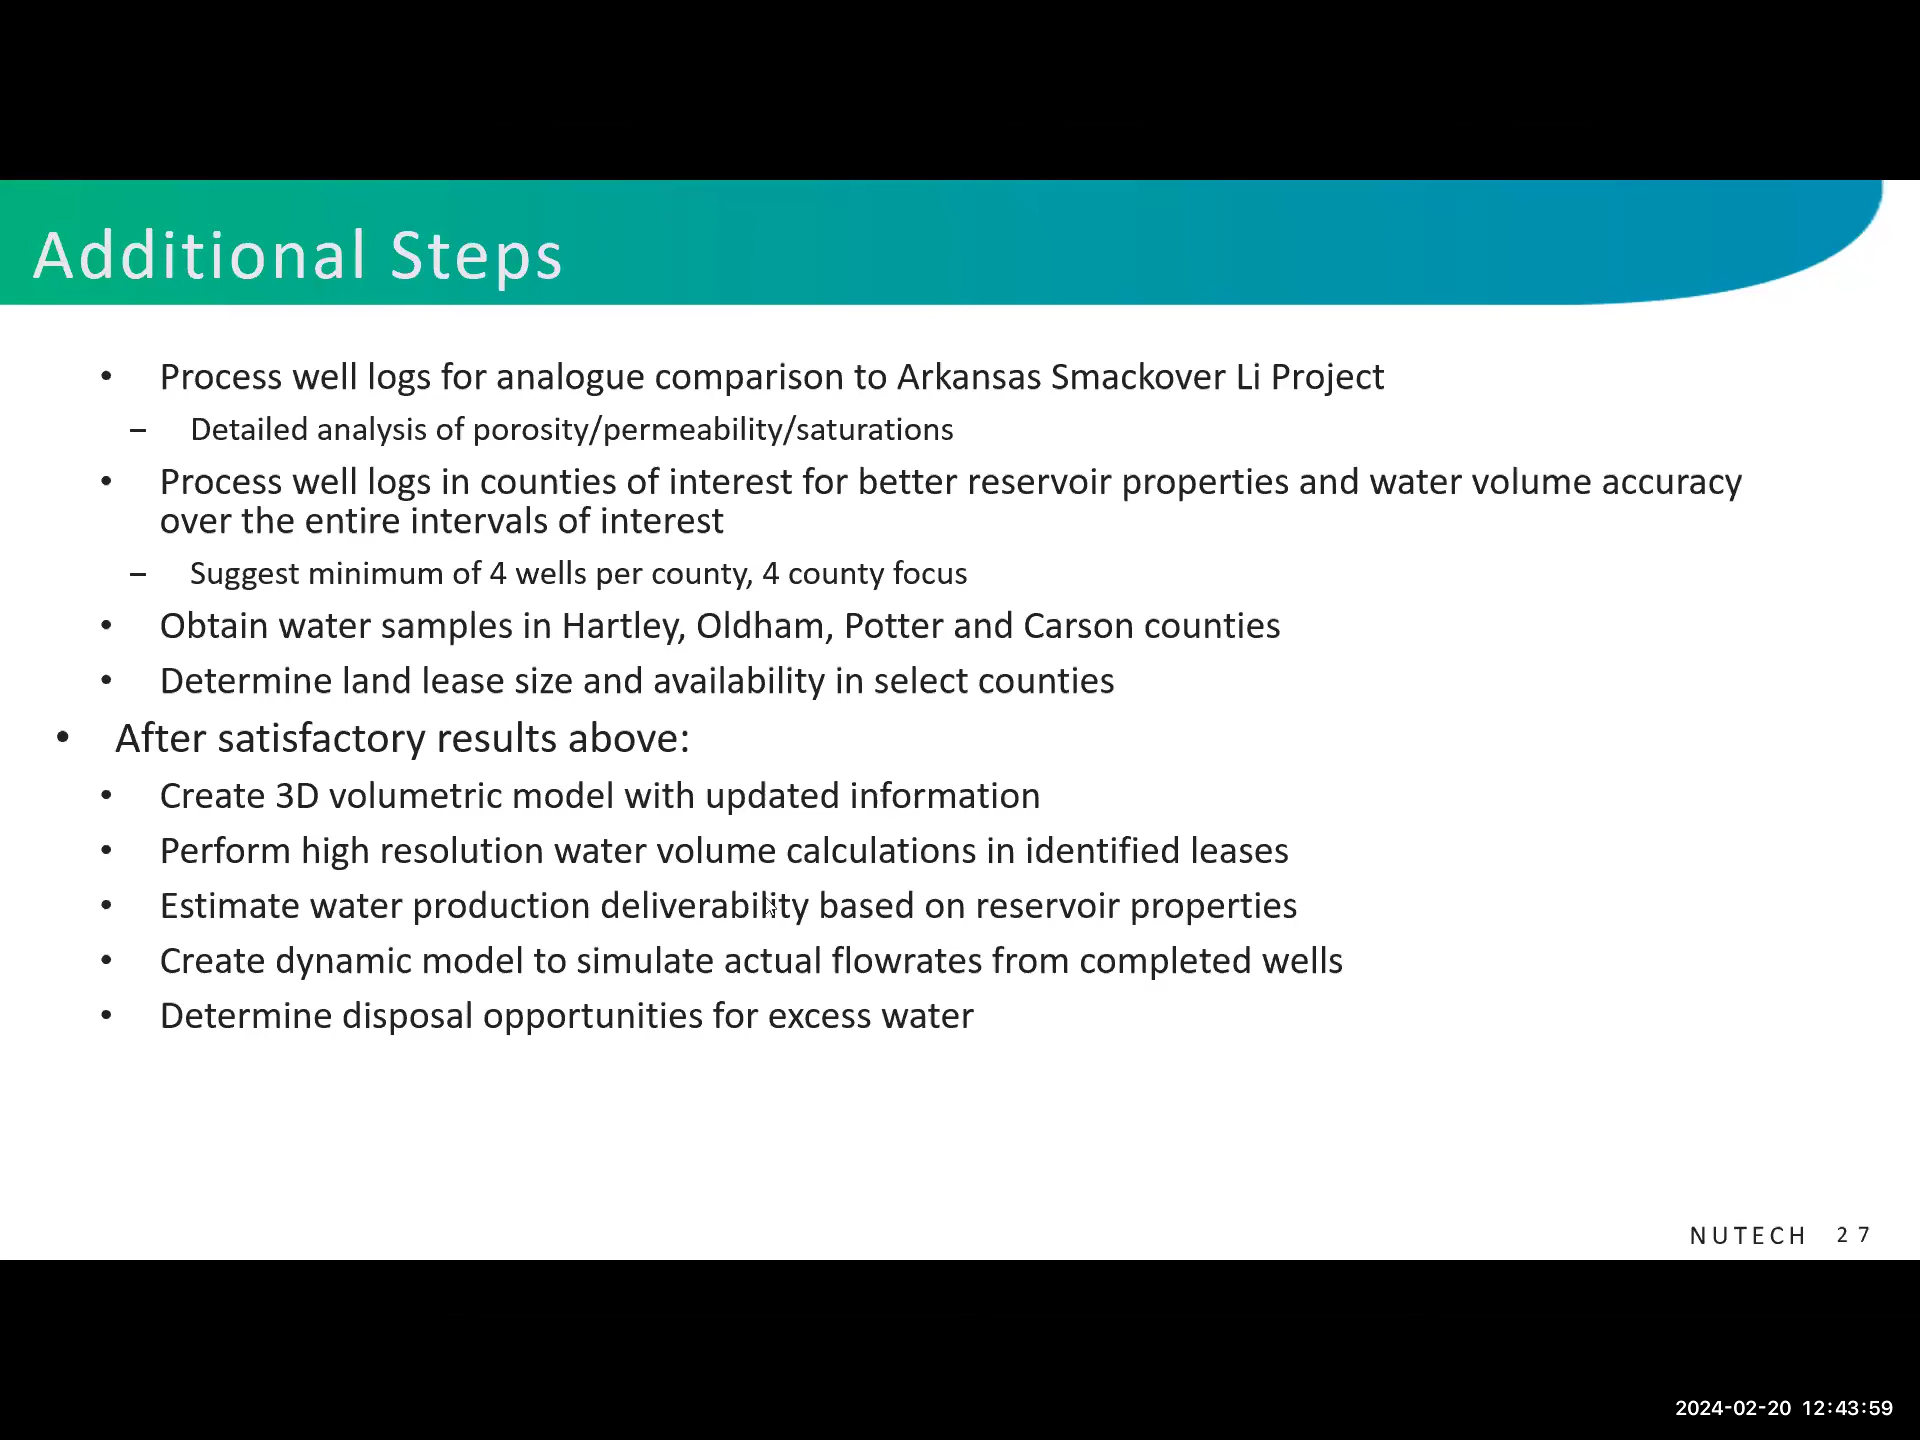 Additional Steps
• Process well logs for analogue comparison to Arkansas Smackover Li Project
– Detailed analysis of porosity/permeability/saturations
• Process well logs in counties of interest for better reservoir properties and water volume accuracy
over the entire intervals of interest
– Suggest minimum of 4 wells per county, 4 county focus
• Obtain water samples in Hartley, Oldham, Potter and Carson counties
• Determine land lease size and availability in select counties
• After satisfactory results above:
• Create 3D volumetric model with updated information
• Perform high resolution water volume calculations in identified leases
• Estimate water production deliverability based on reservoir properties
• Create dynamic model to simulate actual flowrates from completed wells
• Determine disposal opportunities for excess water
NUTECH 27
2024-02-20 12:43:59